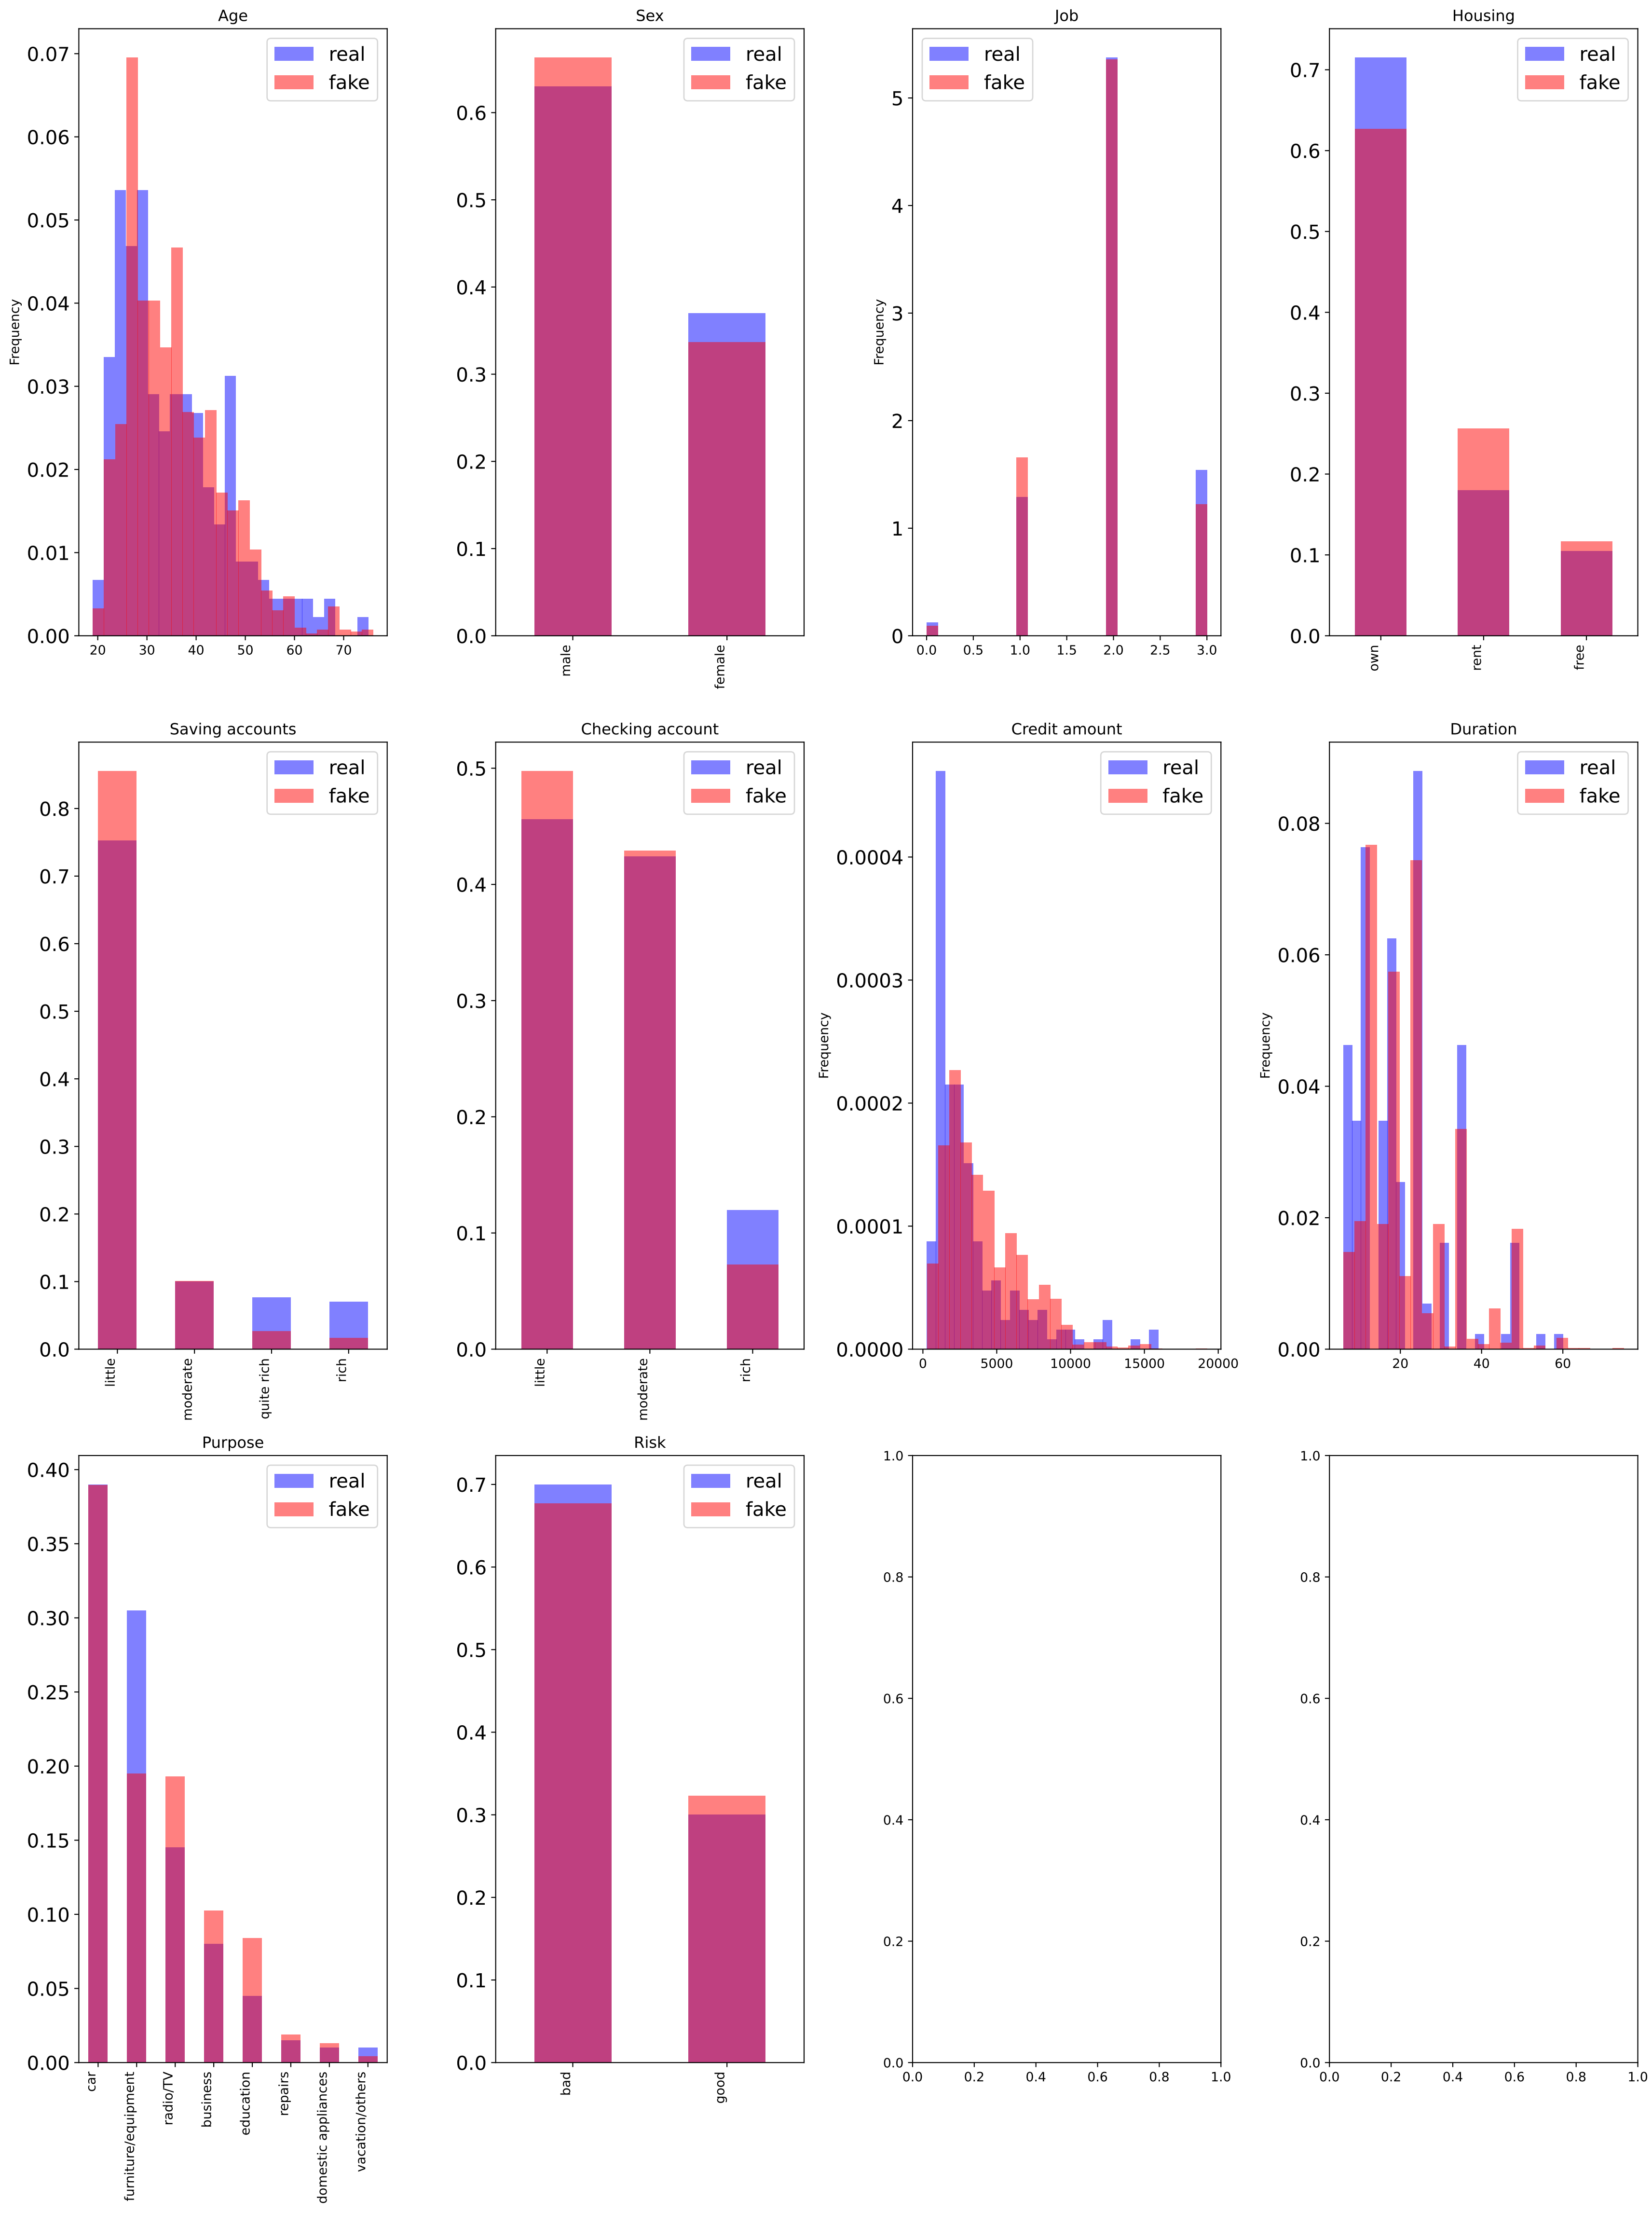 Age
real
fake
0.07
0.06
0.05
0.04
0.03
0.02
0.01
0.00
Frequency
20 30 40 50 60 70
Sex
real
fake
0.6
0.5
0.4
0.3
0.2
0.1
0.0
male
female
Job
real
fake
5
4
3
2
1
0
Frequency
0.0 0.5 1.0 1.5 2.0 2.5 3.0
Housing
real
fake
0.7
0.6
0.5
0.4
0.3
0.2
0.1
0.0
own
rent
free
Saving accounts
real
fake
0.8
0.7
0.6
0.5
0.4
0.3
0.2
0.1
0.0
little
moderate
quite rich
rich
Checking account
real
fake
0.5
0.4
0.3
0.2
0.1
0.0
little
moderate
rich
Credit amount
real
fake
0.0004
0.0003
0.0002
0.0001
0.0000
Frequency
0 5000 10000 15000 20000
Duration
real
fake
0.08
0.06
0.04
0.02
0.00
Frequency
20 40 60
Purpose
real
fake
0.40
0.35
0.30
0.25
0.20
0.15
0.10
0.05
0.00
car
furniture/equipment
radio/TV
business
education
repairs
domestic appliances
vacation/others
Risk
real
fake
0.7
0.6
0.5
0.4
0.3
0.2
0.1
0.0
bad
good
1.0
0.8
0.6
0.4
0.2
0.0
0.0 0.2 0.4 0.6 0.8 1.0
1.0
0.8
0.6
0.4
0.2
0.0
0.0 0.2 0.4 0.6 0.8 1.0